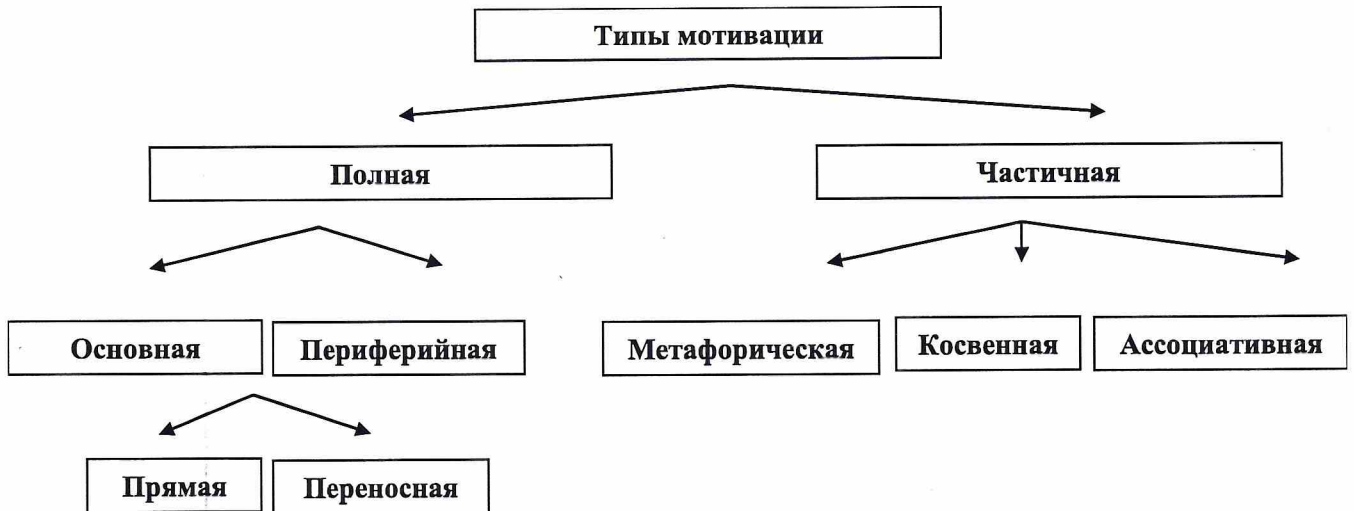 Типы мотивации
Полная
Частичная
Основная
Периферийная
Метафорическая
Косвенная
Ассоциативная
Прямая
Переносная